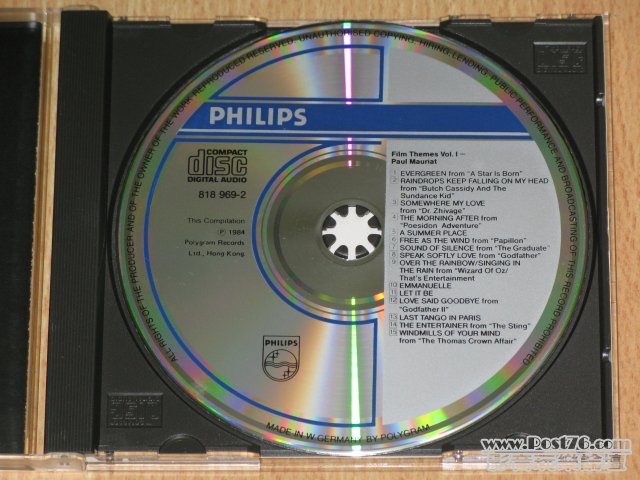 ALL RIGHTS OF THE PRODUCER AND OF THE OWNER OF THE WORK REPRODUCED RESERVED. UNAUTHORISED COPYING, HIRING, LENDING, PUBLIC PERFORMANCE AND BROADCASTING OF THIS RECORD PROHIBITED
PHILIPS
COMPACT
disc
DIGITAL AUDIO
818 969-2
This Compilation
℗ 1984
Polygram Records
Ltd., Hong Kong.
PHILIPS
Film Themes Vol. I —
Paul Mauriat
1 EVERGREEN from "A Star Is Born"
2 RAINDROPS KEEP FALLING ON MY HEAD
from "Butch Cassidy And The
Sundance Kid"
3 SOMEWHERE MY LOVE
from "Dr. Zhivage"
4 THE MORNING AFTER from
"Poesidon Adventure"
5 A SUMMER PLACE
6 FREE AS THE WIND from "Papillon"
7 SOUND OF SILENCE from "The Graduate"
8 SPEAK SOFTLY LOVE from "Godfather"
9 OVER THE RAINBOW/SINGING IN
THE RAIN from "Wizard Of Oz/
That's Entertainment
10 EMMANUELLE
11 LET IT BE
12 LOVE SAID GOODBYE from
"Godfather II"
13 LAST TANGO IN PARIS
14 THE ENTERTAINER from "The Sting"
15 WINDMILLS OF YOUR MIND
from "The Thomas Crown Affair"
MADE IN W. GERMANY BY POLYGRAM
www.Post76.com